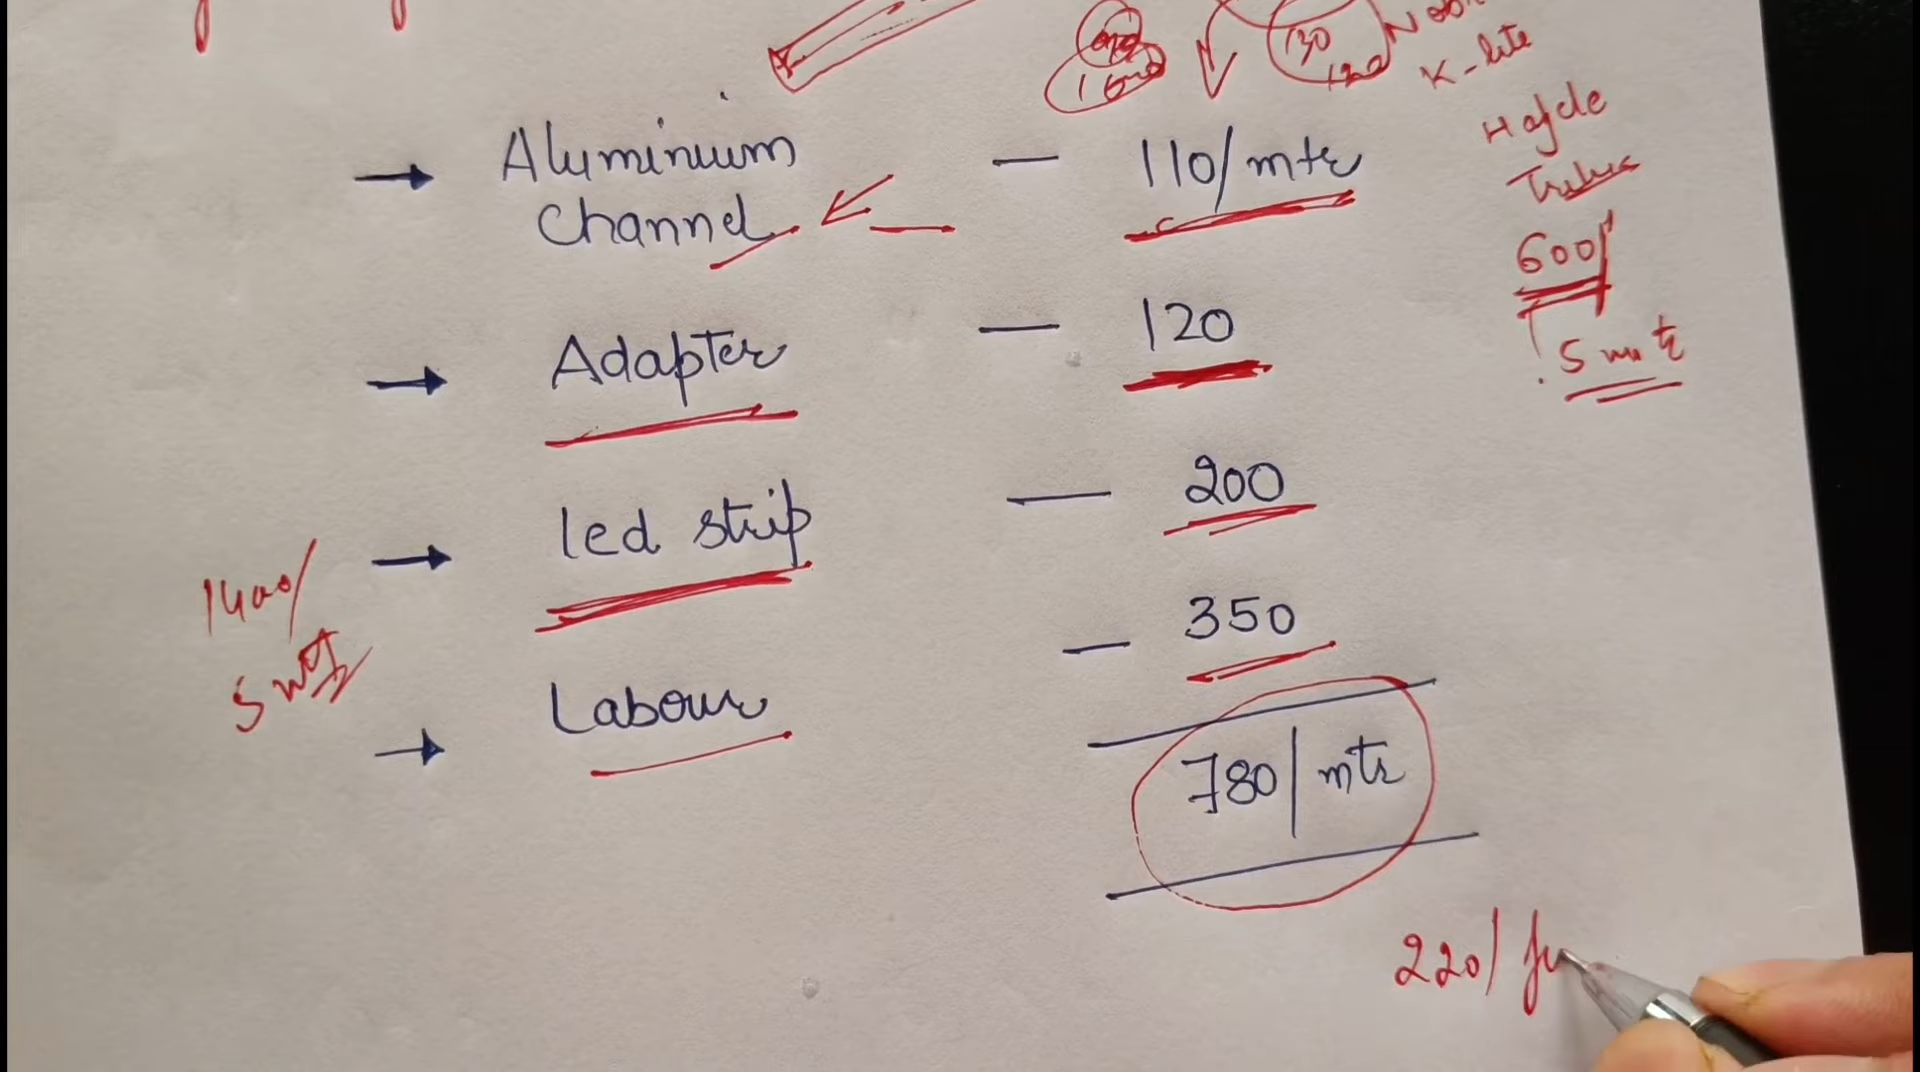 130
K-lite
Hafele
600/
5 mtr
Aluminium
Channel — 110/mtr
Adapter — 120
led strip — 200
1400/
5 mtr
Labour — 350
780/mtr
220/